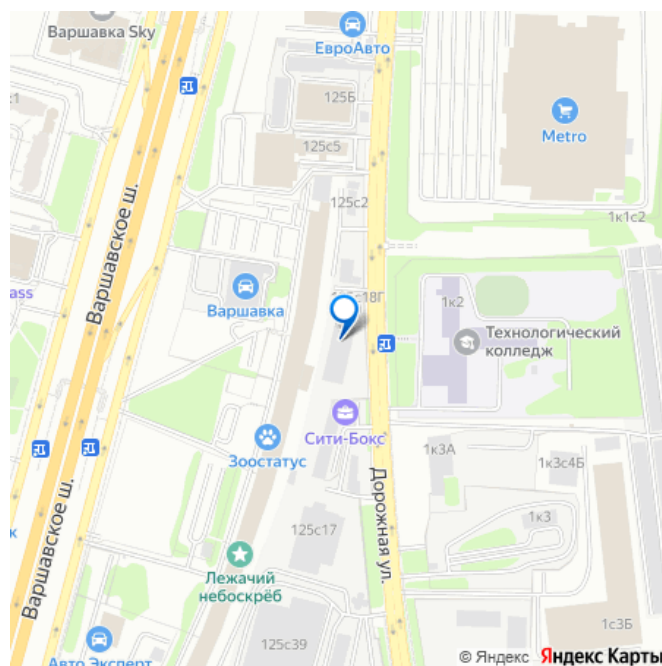 Варшавка Sky
ЕвроАвто
125Б
Metro
125с5
125с2
1к1с2
Варшавское ш.
ass
Варшавка
с18Г
1к2
Технологический
колледж
Сити-Бокс
Зоостатус
1к3А
1к3с4Б
Варшавское ш.
Дорожная ул.
125с17
1к3
Лежачий
небоскрёб
1с3Б
125с39
Авто Эксперт
© Яндекс Яндекс Карты